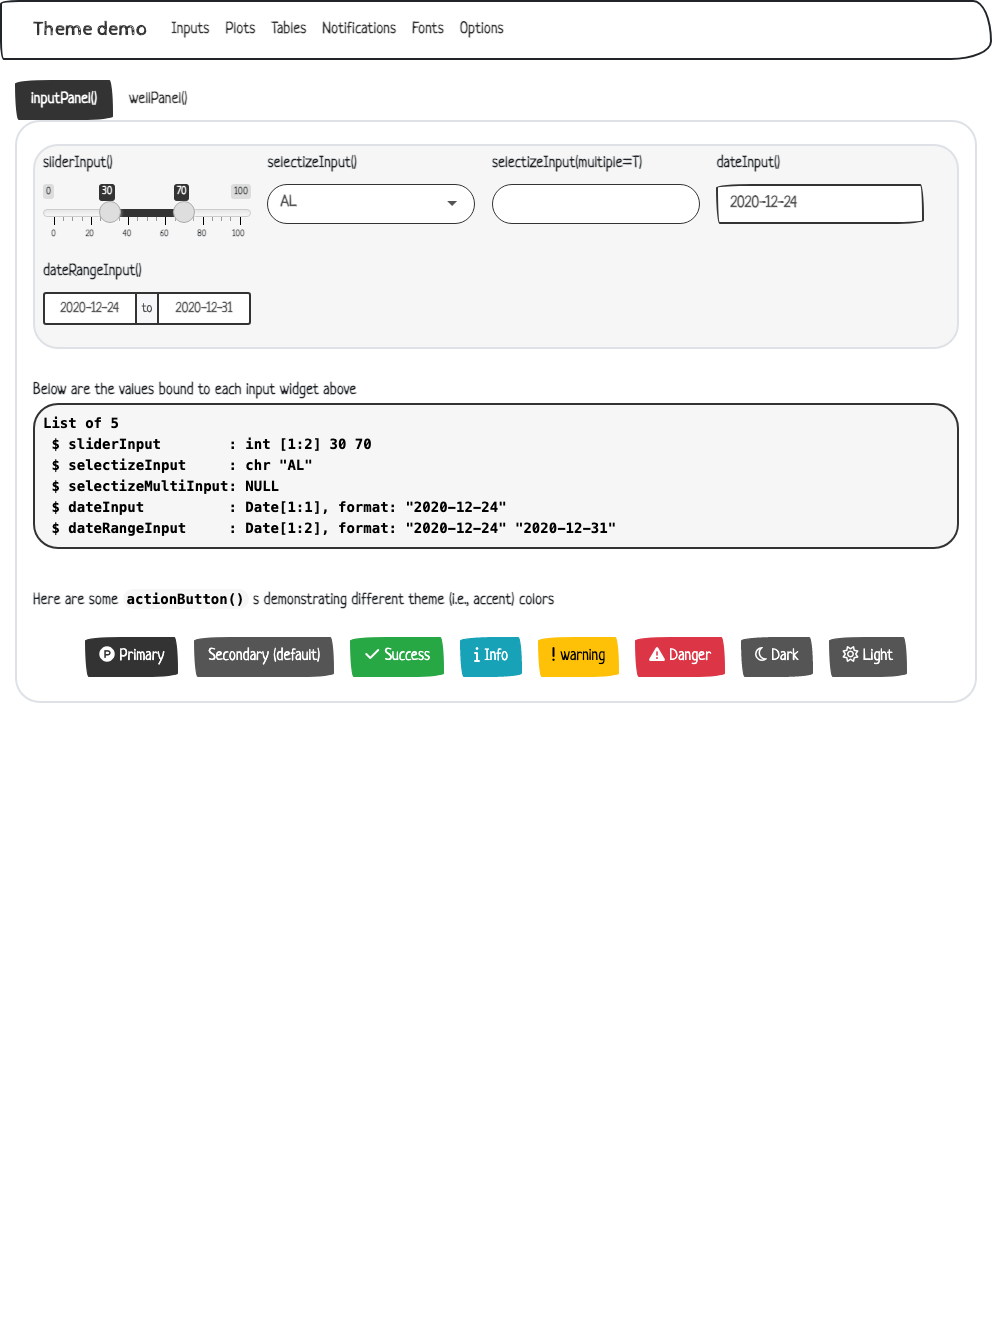 Theme demo Inputs Plots Tables Notifications Fonts Options
inputPanel() wellPanel()
sliderInput() selectizeInput() selectizeInput(multiple=T) dateInput()
0 30 70 100
AL 2020-12-24
0 20 40 60 80 100
dateRangeInput()
2020-12-24 to 2020-12-31
Below are the values bound to each input widget above
List of 5
$ sliderInput : int [1:2] 30 70
$ selectizeInput : chr "AL"
$ selectizeMultiInput: NULL
$ dateInput : Date[1:1], format: "2020-12-24"
$ dateRangeInput : Date[1:2], format: "2020-12-24" "2020-12-31"
Here are some actionButton() s demonstrating different theme (i.e., accent) colors
Primary Secondary (default) Success Info warning Danger Dark Light